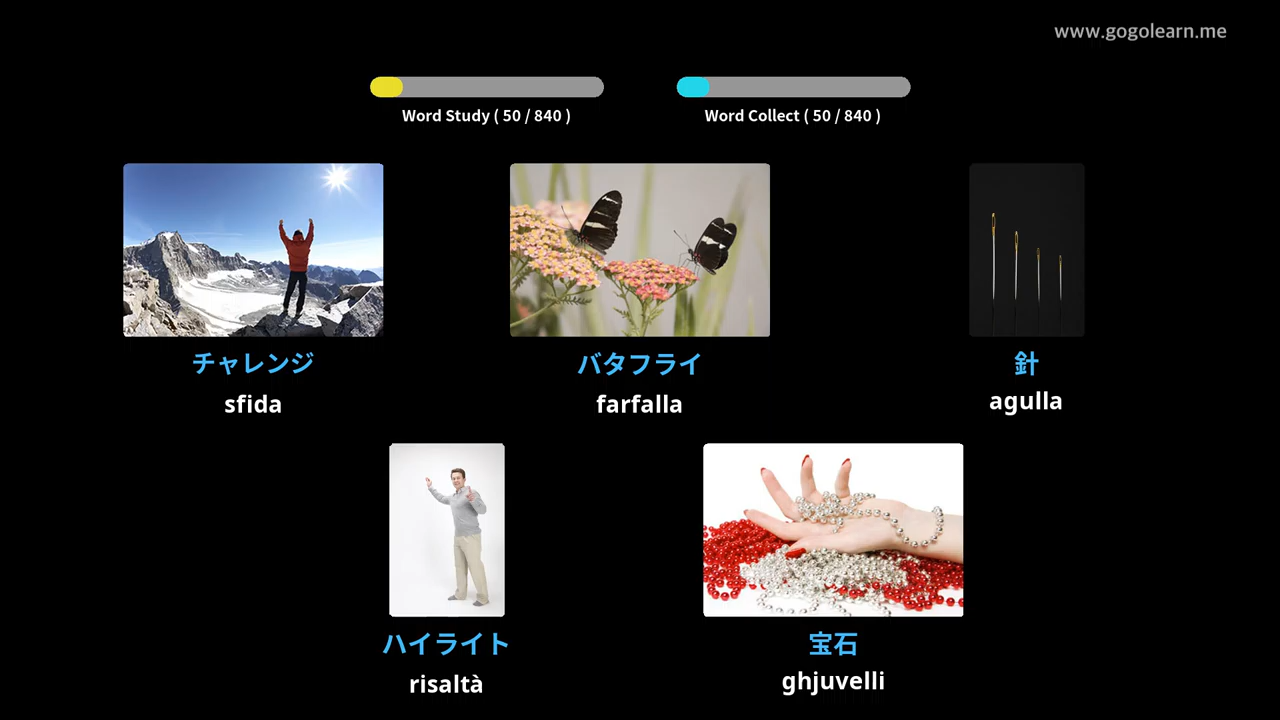 www.gogolearn.me
Word Study ( 50 / 840 )
Word Collect ( 50 / 840 )
チャレンジ
sfida
バタフライ
farfalla
針
agulla
ハイライト
risaltà
宝石
ghjuvelli